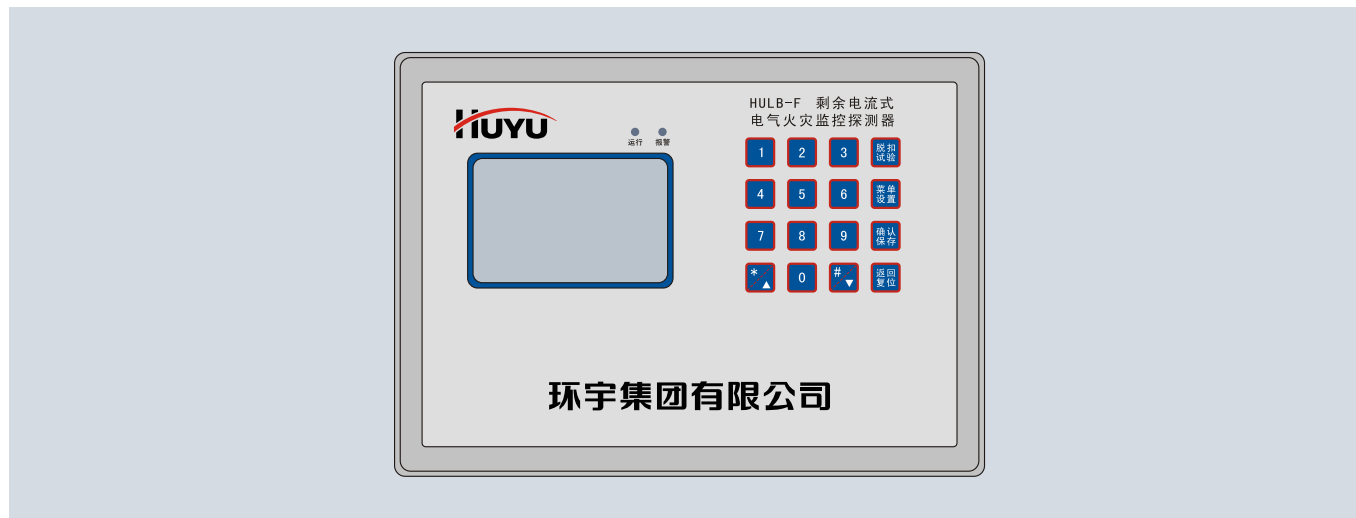 HUYU
HULB-F 剩余电流式
电气火灾监控探测器
运行 报警
1 2 3 脱扣
试验
4 5 6 菜单
设置
7 8 9 确认
保存
*▲ 0 #▼ 返回
复位
环宇集团有限公司